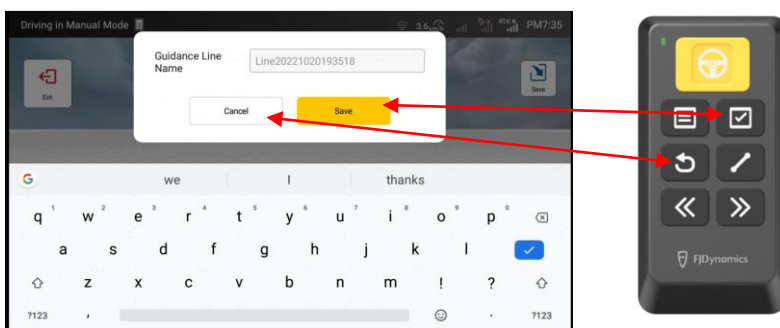 Driving in Manual Mode
3.6
RTK
PM7:35
Guidance Line
Name
Line20221020193518
Exit
Save
Cancel
Save
G
we
I
thanks
q 1 w 2 e 3 r 4 t 5 y 6 u 7 i 8 o 9 p 0
a s d f g h j k l
z x c v b n m ! ?
?123 , . ?123
FJDynamics